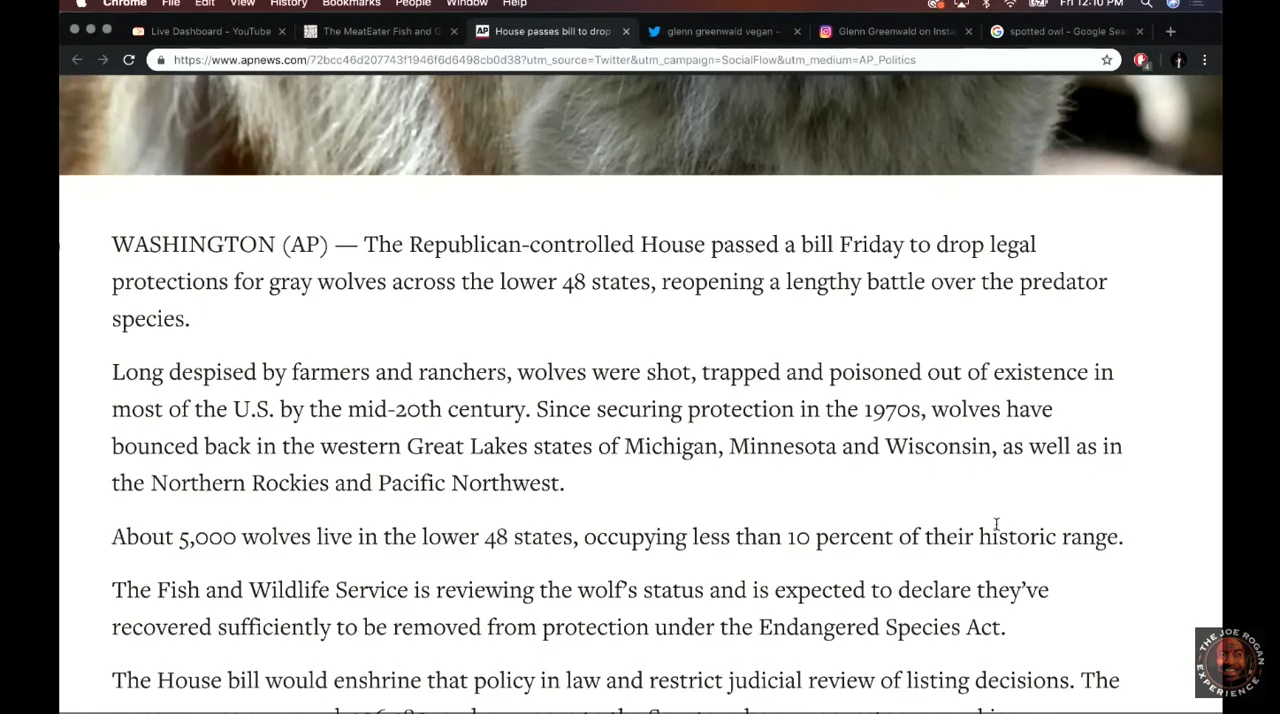 Chrome File Edit View History Bookmarks People Window Help Fri 12:10 PM
Live Dashboard - YouTube The MeatEater Fish and G House passes bill to drop glenn greenwald vegan - Glenn Greenwald on Insta spotted owl - Google Sea
https://www.apnews.com/72bcc46d207743f1946f6d6498cb0d38?utm_source=Twitter&utm_campaign=SocialFlow&utm_medium=AP_Politics
WASHINGTON (AP) — The Republican-controlled House passed a bill Friday to drop legal
protections for gray wolves across the lower 48 states, reopening a lengthy battle over the predator
species.
Long despised by farmers and ranchers, wolves were shot, trapped and poisoned out of existence in
most of the U.S. by the mid-20th century. Since securing protection in the 1970s, wolves have
bounced back in the western Great Lakes states of Michigan, Minnesota and Wisconsin, as well as in
the Northern Rockies and Pacific Northwest.
About 5,000 wolves live in the lower 48 states, occupying less than 10 percent of their historic range.
The Fish and Wildlife Service is reviewing the wolf's status and is expected to declare they've
recovered sufficiently to be removed from protection under the Endangered Species Act.
The House bill would enshrine that policy in law and restrict judicial review of listing decisions. The
THE JOE ROGAN
EXPERIENCE